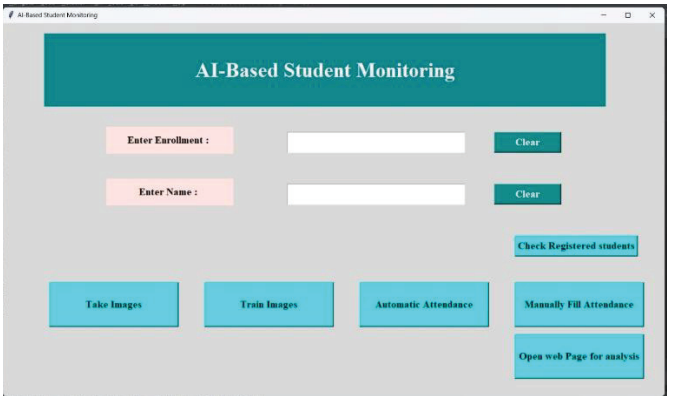 AI-Based Student Monitoring
AI-Based Student Monitoring
Enter Enrollment :
Clear
Enter Name :
Clear
Check Registered students
Take Images
Train Images
Automatic Attendance
Manually Fill Attendance
Open web Page for analysis